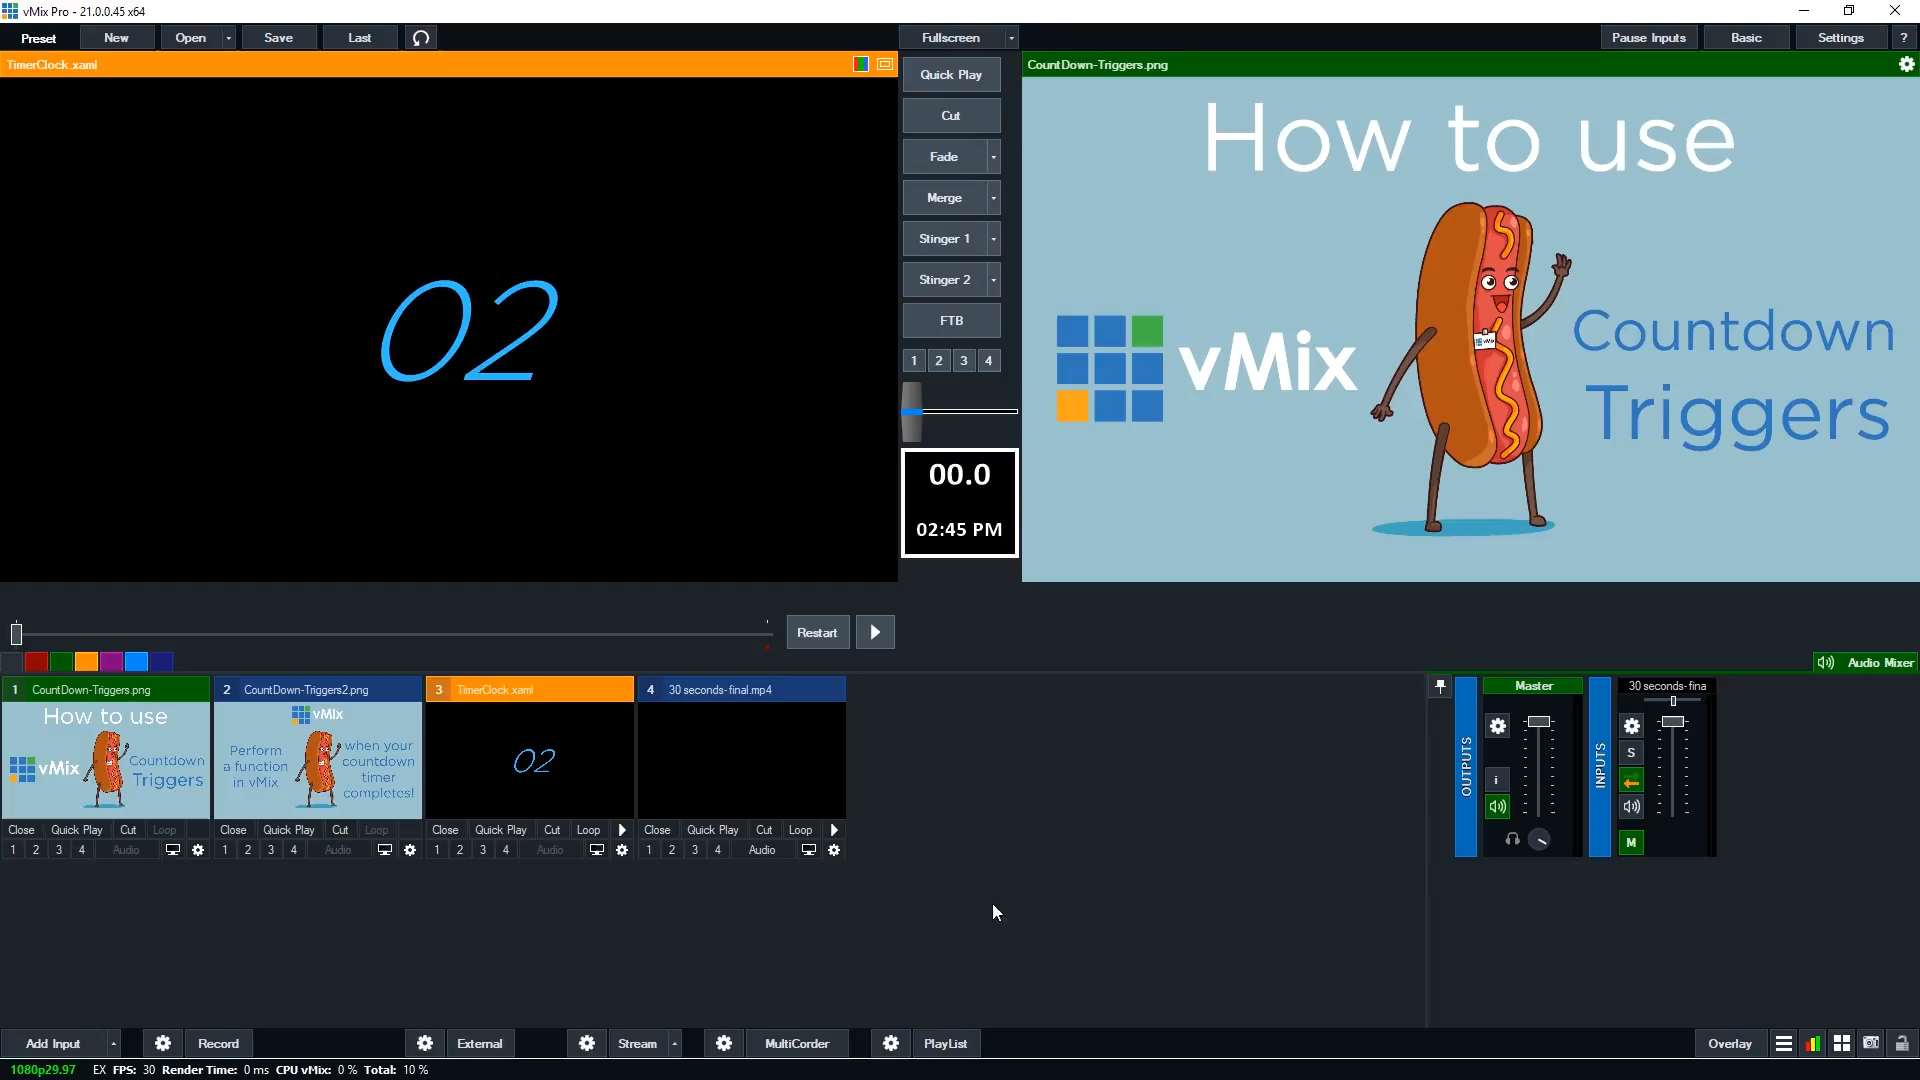 vMix Pro - 21.0.0.45 x64
Preset
New
Open
Save
Last
Fullscreen
Pause Inputs
Basic
Settings
?
TimerClock.xaml
CountDown-Triggers.png
02
Quick Play
Cut
Fade
Merge
Stinger 1
Stinger 2
FTB
1 2 3 4
00.0
02:45 PM
How to use
vMix
Countdown
Triggers
Restart
Audio Mixer
1 CountDown-Triggers.png
How to use
vMix
Countdown
Triggers
Close Quick Play Cut Loop
1 2 3 4 Audio
2 CountDown-Triggers2.png
vMix
Perform
a function
in vMix
when your
countdown
timer
completes!
Close Quick Play Cut Loop
1 2 3 4 Audio
3 TimerClock.xaml
02
Close Quick Play Cut Loop
1 2 3 4 Audio
4 30 seconds-final.mp4
Close Quick Play Cut Loop
1 2 3 4 Audio
OUTPUTS
Master
i
INPUTS
30 seconds-fina
S
M
Add Input
Record
External
Stream
MultiCorder
PlayList
Overlay
1080p29.97 EX FPS: 30 Render Time: 0 ms CPU vMix: 0 % Total: 10 %